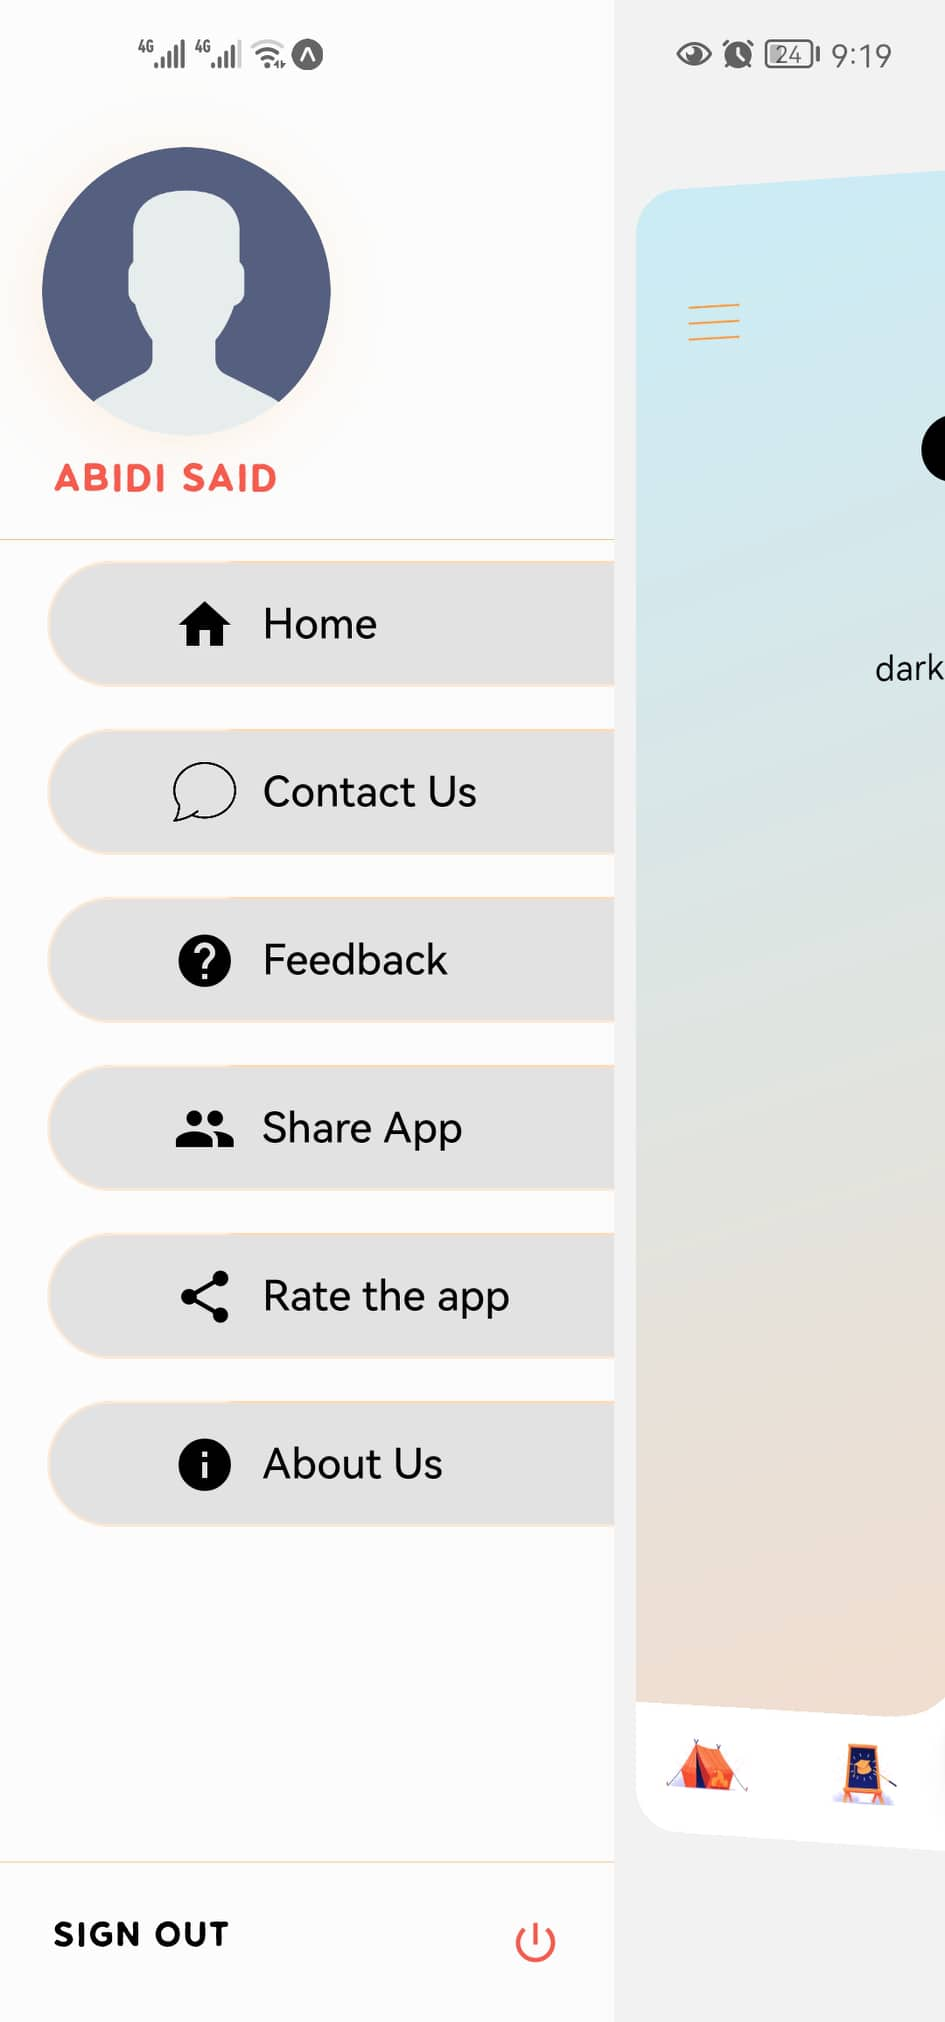 4G 4G 24 9:19
ABIDI SAID
Home
Contact Us
dark
Feedback
Share App
Rate the app
About Us
SIGN OUT